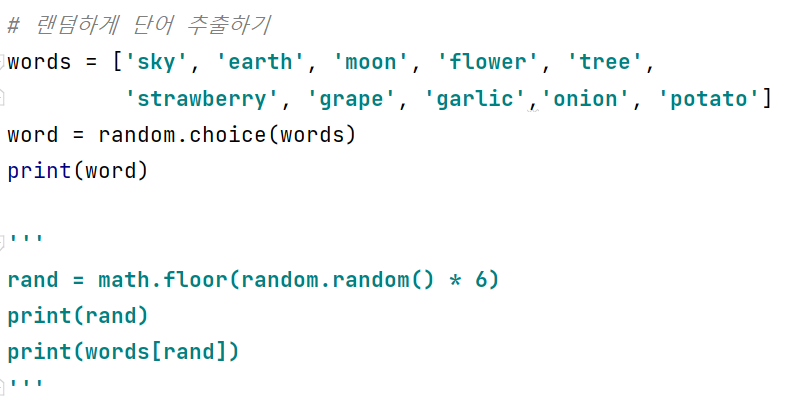 # 랜덤하게 단어 추출하기
words = ['sky', 'earth', 'moon', 'flower', 'tree',
'strawberry', 'grape', 'garlic','onion', 'potato']
word = random.choice(words)
print(word)
'''
rand = math.floor(random.random() * 6)
print(rand)
print(words[rand])
'''